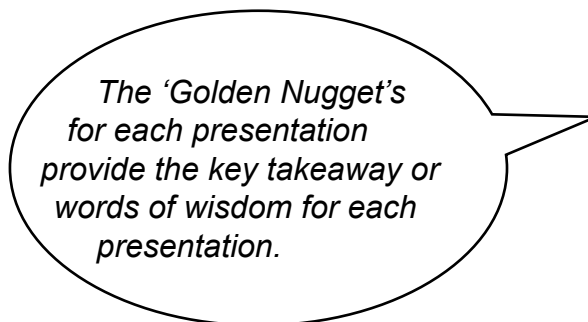 The ‘Golden Nugget’s
for each presentation
provide the key takeaway or
words of wisdom for each
presentation.